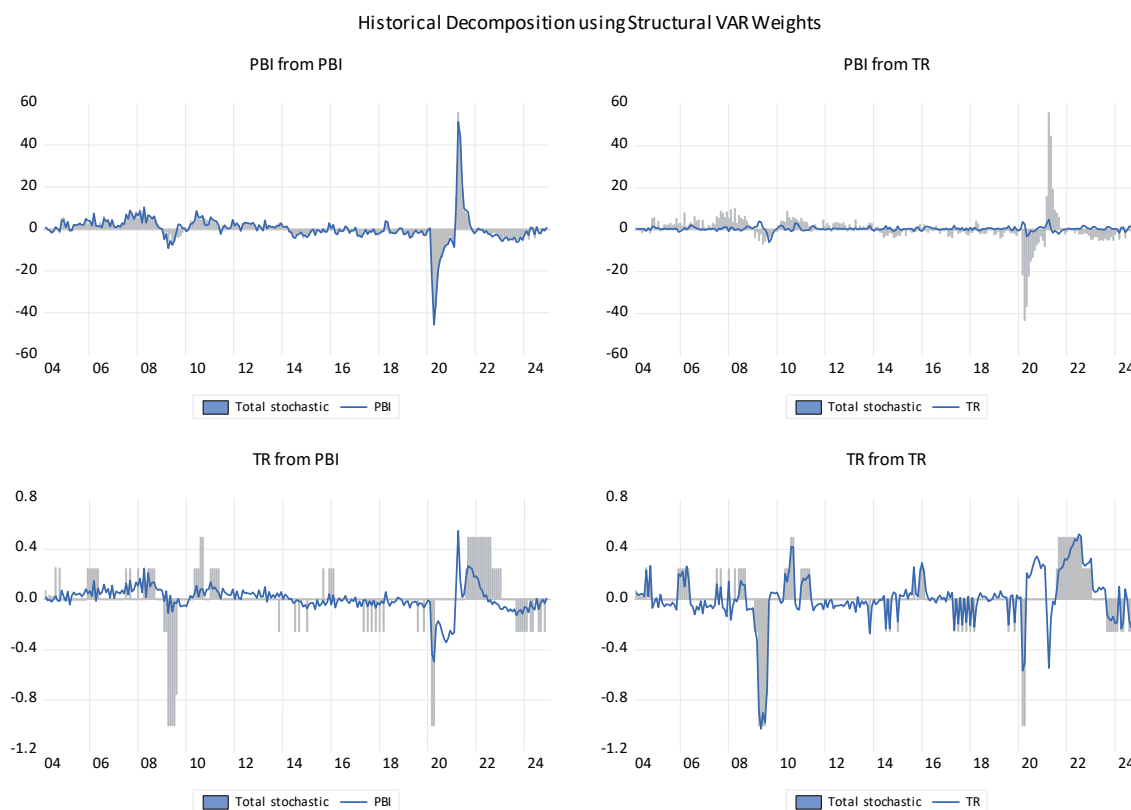 Historical Decomposition using Structural VAR Weights
PBI from PBI
60
40
20
0
-20
-40
-60
04 06 08 10 12 14 16 18 20 22 24
Total stochastic PBI
PBI from TR
60
40
20
0
-20
-40
-60
04 06 08 10 12 14 16 18 20 22 24
Total stochastic TR
TR from PBI
0.8
0.4
0.0
-0.4
-0.8
-1.2
04 06 08 10 12 14 16 18 20 22 24
Total stochastic PBI
TR from TR
0.8
0.4
0.0
-0.4
-0.8
-1.2
04 06 08 10 12 14 16 18 20 22 24
Total stochastic TR